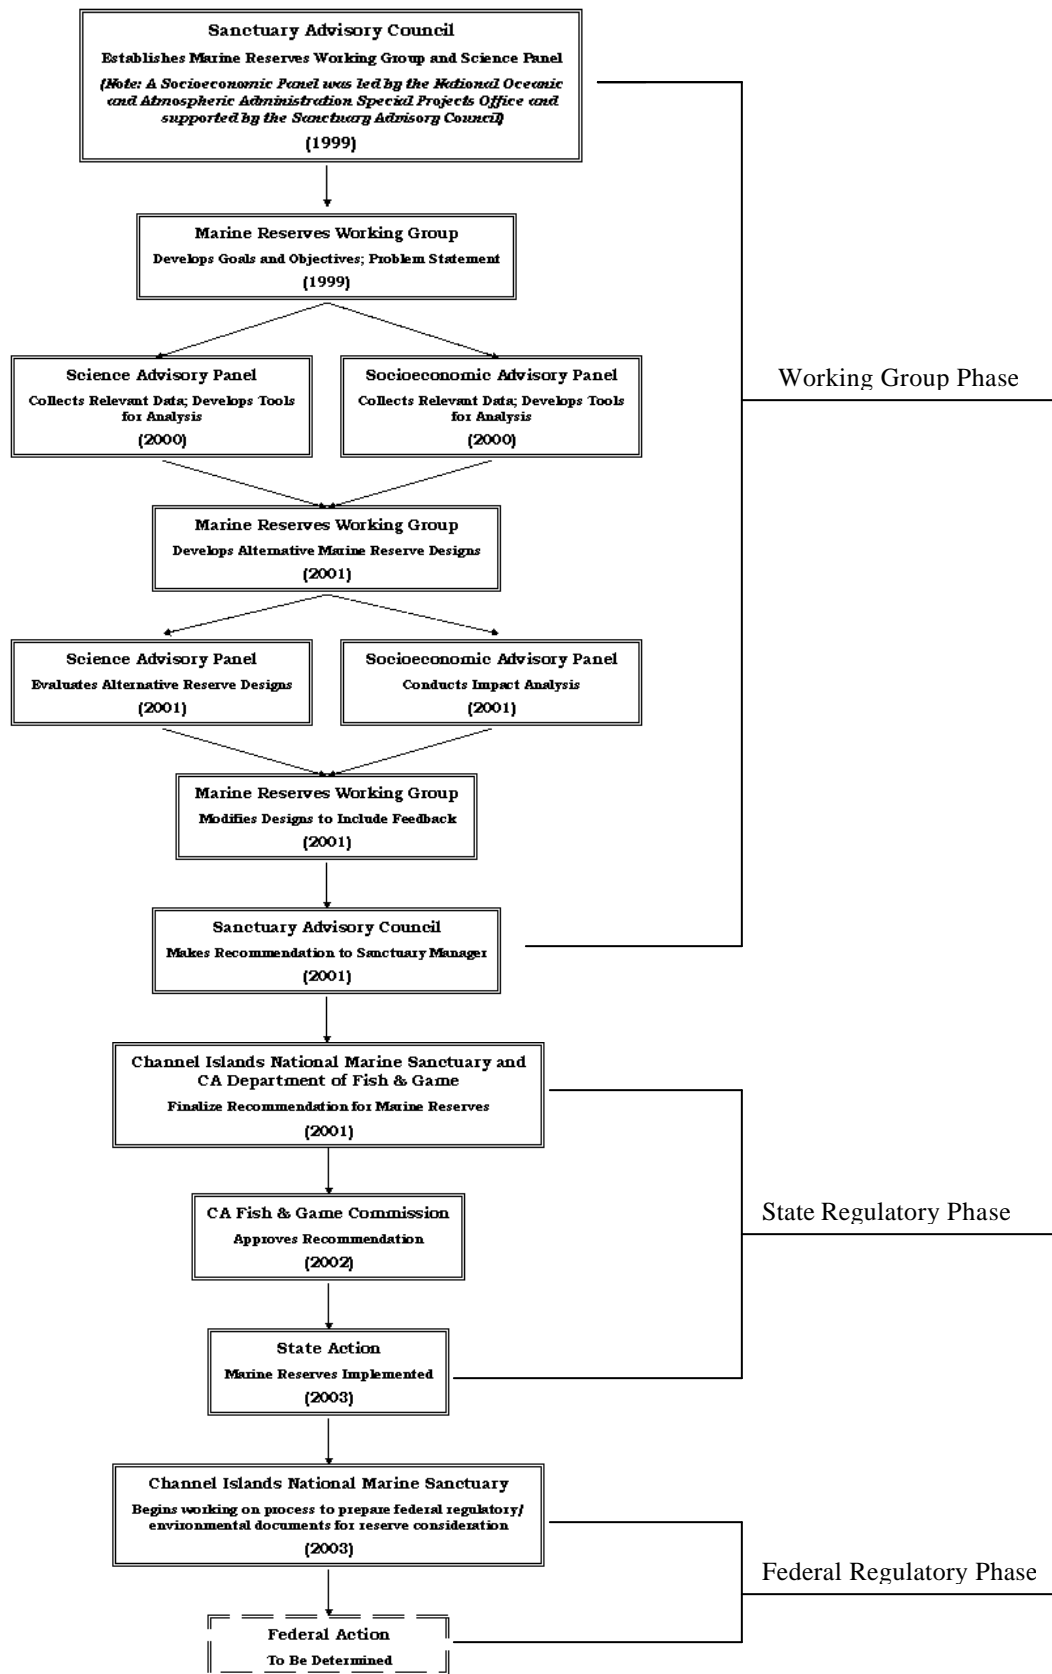 Sanctuary Advisory Council
Establishes Marine Reserves Working Group and Science Panel
(Note: A Socioeconomic Panel was led by the National Oceanic
and Atmospheric Administration Special Projects Office and
supported by the Sanctuary Advisory Council)
(1999)
Marine Reserves Working Group
Develops Goals and Objectives; Problem Statement
(1999)
Science Advisory Panel
Collects Relevant Data; Develops Tools
for Analysis
(2000)
Socioeconomic Advisory Panel
Collects Relevant Data; Develops Tools
for Analysis
(2000)
Working Group Phase
Marine Reserves Working Group
Develops Alternative Marine Reserve Designs
(2001)
Science Advisory Panel
Evaluates Alternative Reserve Designs
(2001)
Socioeconomic Advisory Panel
Conducts Impact Analysis
(2001)
Marine Reserves Working Group
Modifies Designs to Include Feedback
(2001)
Sanctuary Advisory Council
Makes Recommendation to Sanctuary Manager
(2001)
Channel Islands National Marine Sanctuary and
CA Department of Fish & Game
Finalize Recommendation for Marine Reserves
(2001)
CA Fish & Game Commission
Approves Recommendation
(2002)
State Regulatory Phase
State Action
Marine Reserves Implemented
(2003)
Channel Islands National Marine Sanctuary
Begins working on process to prepare federal regulatory/
environmental documents for reserve consideration
(2003)
Federal Regulatory Phase
Federal Action
To Be Determined